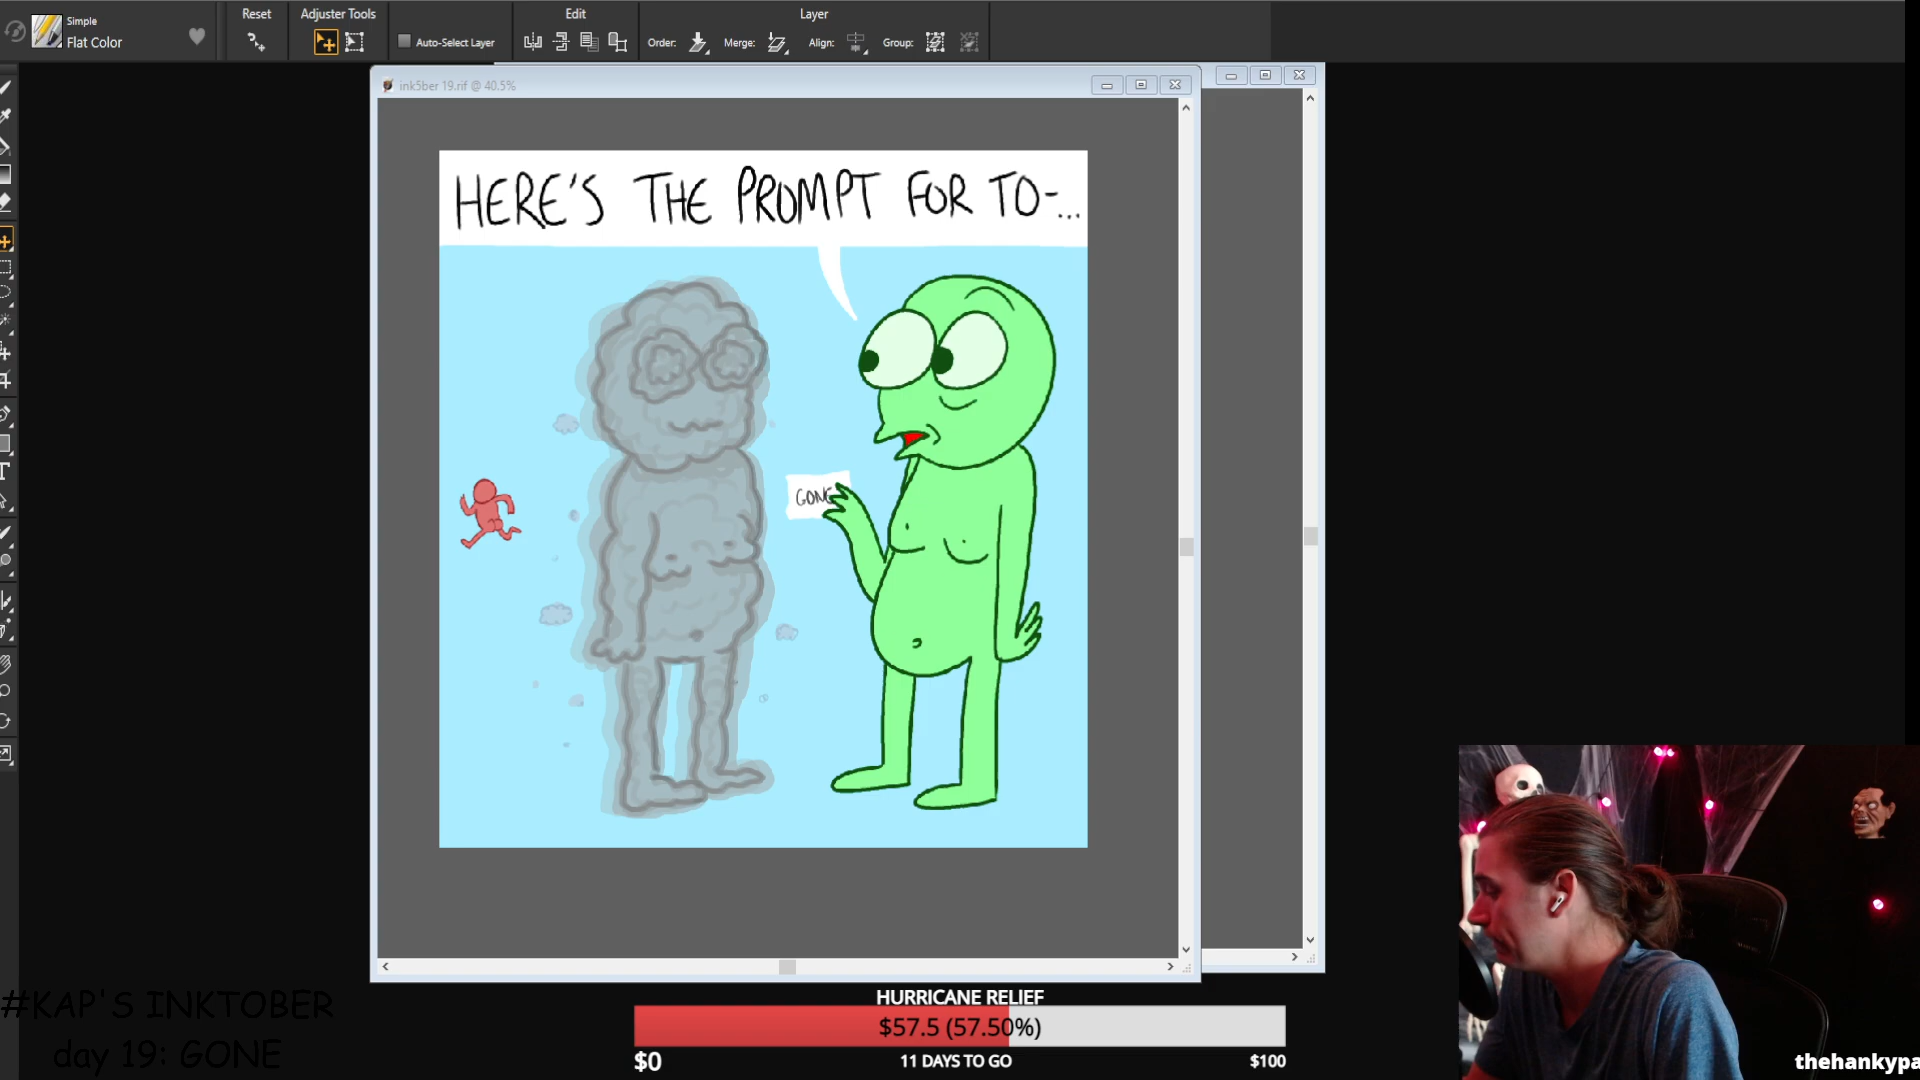 Simple
Flat Color
Reset
Adjuster Tools
Auto-Select Layer
Edit
Layer
Order:
Merge:
Align:
Group:
ink5ber 19.rif @ 40.5%
HERE'S THE PROMPT FOR TO-...
GONE
#KAP'S INKTOBER
day 19: GONE
HURRICANE RELIEF
$57.5 (57.50%)
$0
11 DAYS TO GO
$100
thehankypa